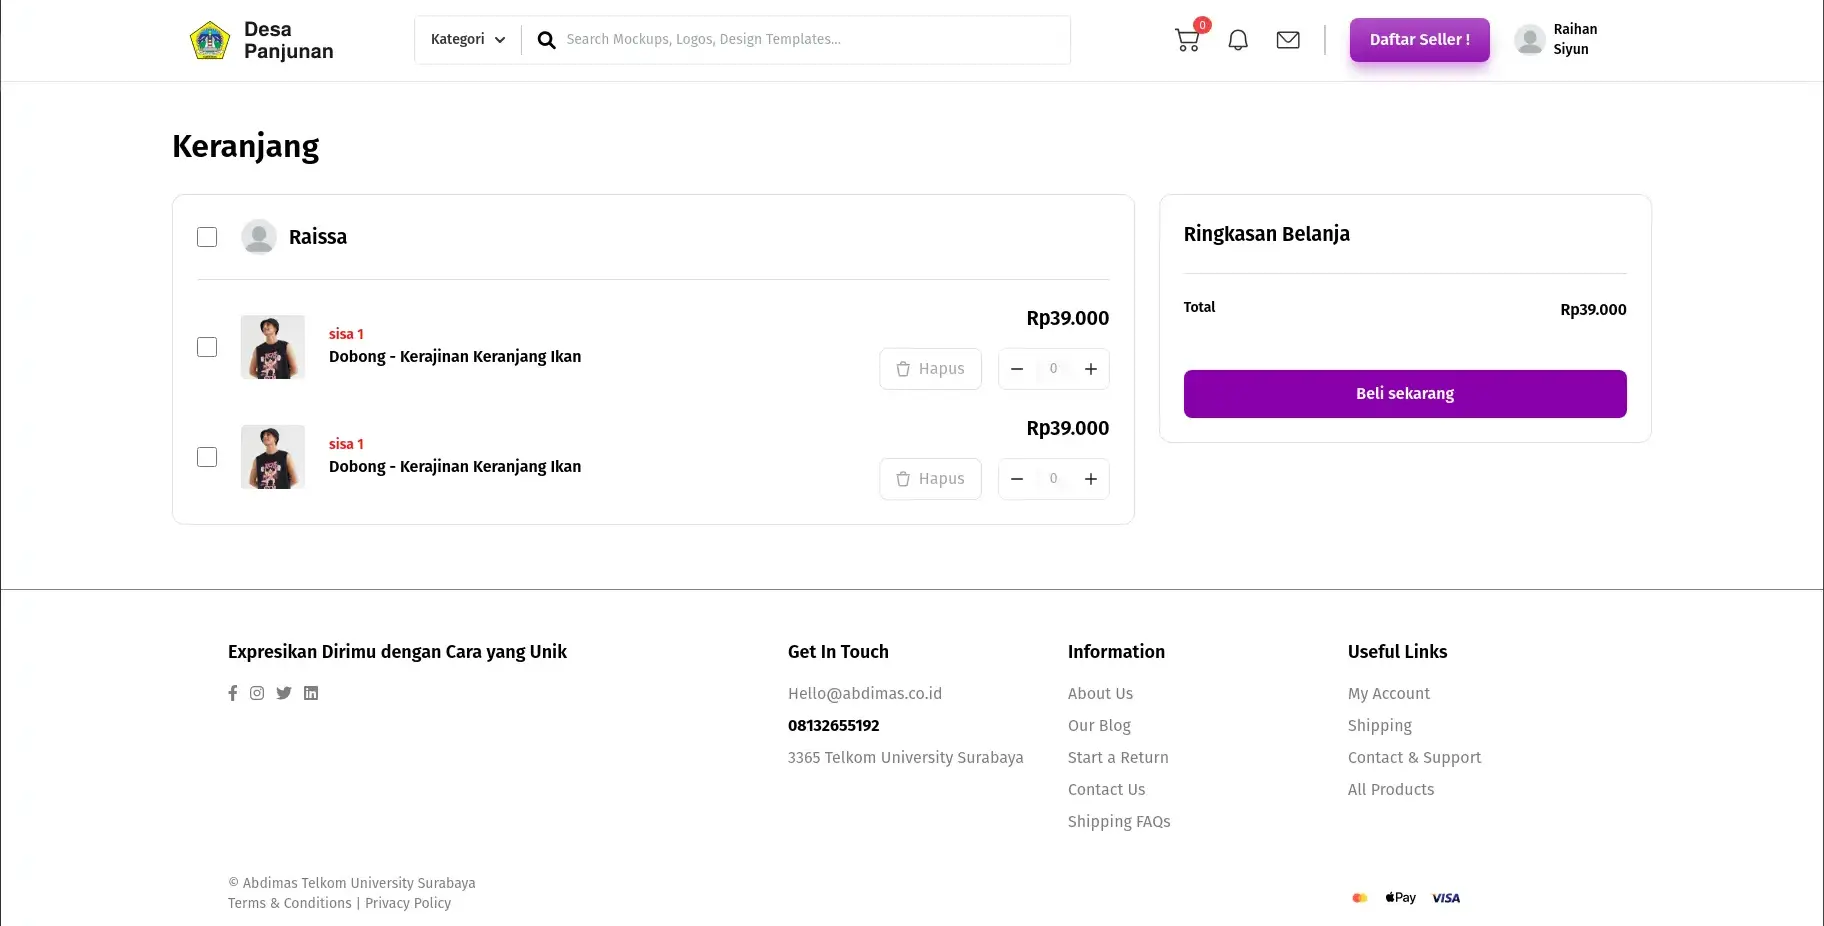 Desa
Panjunan
Kategori
Search Mockups, Logos, Design Templates...
0
Daftar Seller !
Raihan
Siyun
Keranjang
Raissa
sisa 1
Dobong - Kerajinan Keranjang Ikan
Rp39.000
Hapus
0
sisa 1
Dobong - Kerajinan Keranjang Ikan
Rp39.000
Hapus
0
Ringkasan Belanja
Total
Rp39.000
Beli sekarang
Expresikan Dirimu dengan Cara yang Unik
Get In Touch
Hello@abdimas.co.id
08132655192
3365 Telkom University Surabaya
Information
About Us
Our Blog
Start a Return
Contact Us
Shipping FAQs
Useful Links
My Account
Shipping
Contact & Support
All Products
© Abdimas Telkom University Surabaya
Terms & Conditions | Privacy Policy
Pay
VISA